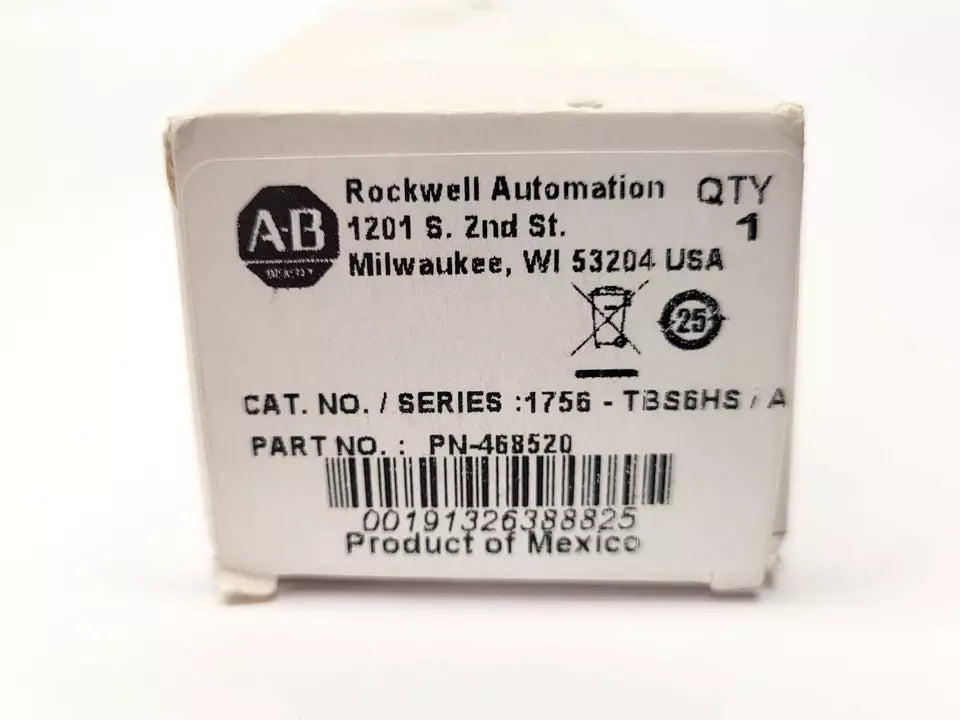 A-B
Rockwell Automation QTY
1201 S. 2nd St. 1
Milwaukee, WI 53204 USA
25
CAT. NO. / SERIES :1756 - TBS6HS / A
PART NO. : PN-468520
00191326388825
Product of Mexico